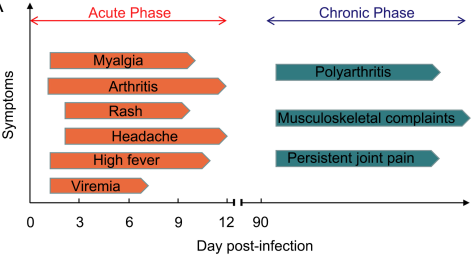 A
Acute Phase
Chronic Phase
Symptoms
Myalgia
Arthritis
Rash
Headache
High fever
Viremia
Polyarthritis
Musculoskeletal complaints
Persistent joint pain
0 3 6 9 12 90
Day post-infection